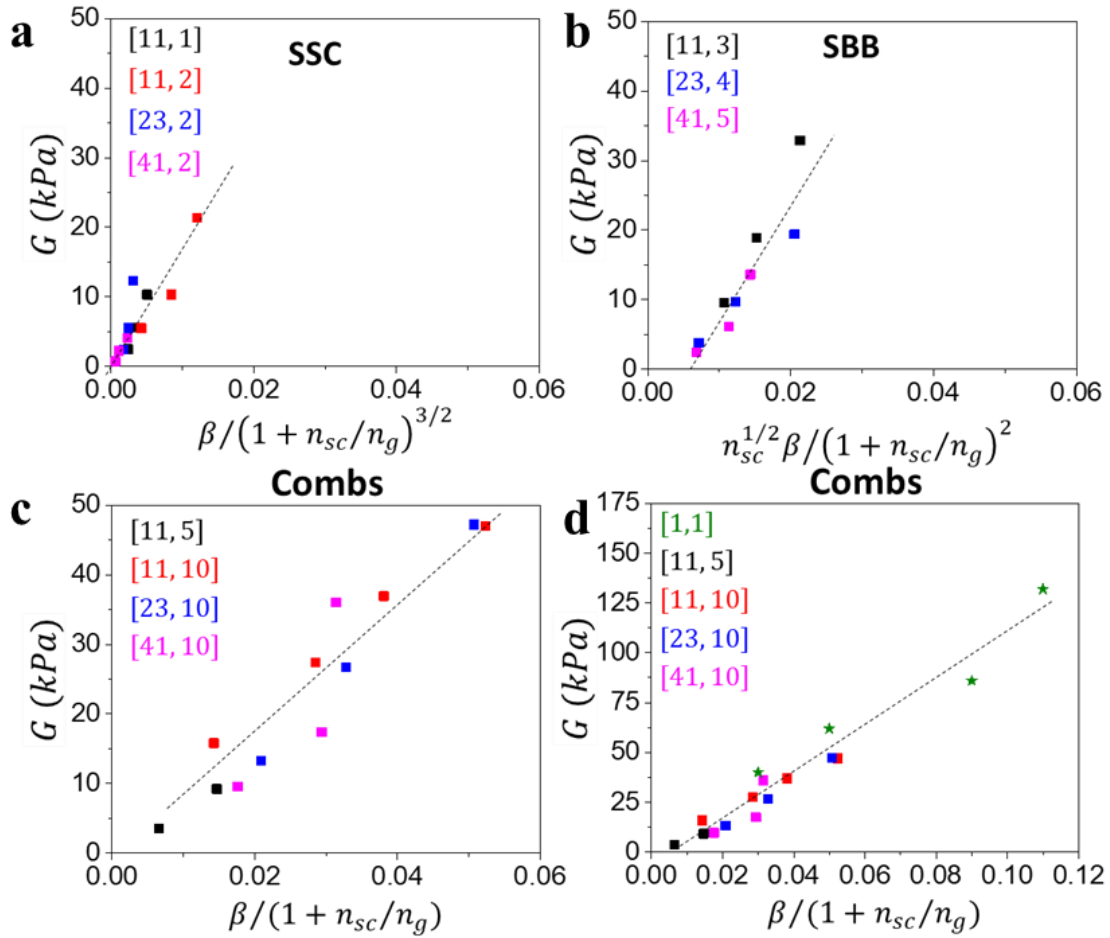 a
SSC
[11, 1]
[11, 2]
[23, 2]
[41, 2]
50
40
30
20
10
0
G (kPa)
0.00 0.02 0.04 0.06
β/(1 + n_sc/n_g)^{3/2}
b
SBB
[11, 3]
[23, 4]
[41, 5]
50
40
30
20
10
0
G (kPa)
0.00 0.02 0.04 0.06
n_sc^{1/2}β/(1 + n_sc/n_g)^2
c
Combs
[11, 5]
[11, 10]
[23, 10]
[41, 10]
50
40
30
20
10
0
G (kPa)
0.00 0.02 0.04 0.06
β/(1 + n_sc/n_g)
d
Combs
[1,1]
[11, 5]
[11, 10]
[23, 10]
[41, 10]
175
150
125
100
75
50
25
0
G (kPa)
0.00 0.02 0.04 0.06 0.08 0.10 0.12
β/(1 + n_sc/n_g)